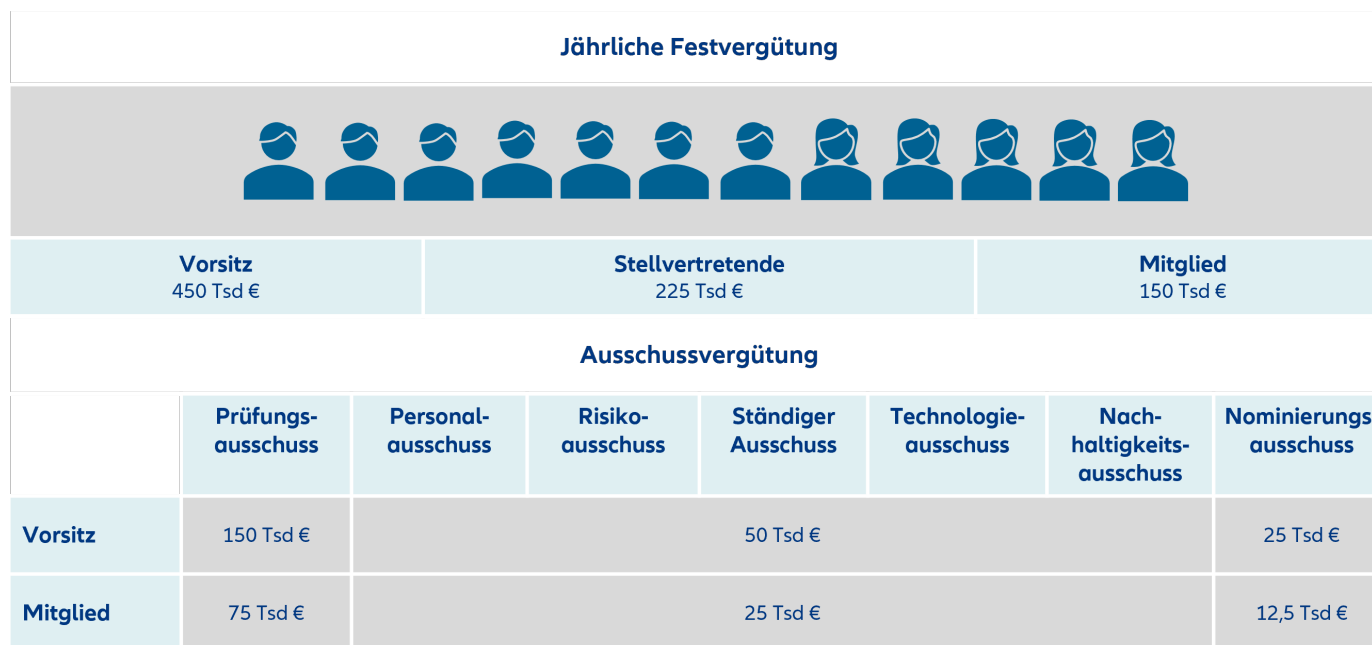 Jährliche Festvergütung
Vorsitz
450 Tsd €
Stellvertretende
225 Tsd €
Mitglied
150 Tsd €
Ausschussvergütung
Prüfungs-
ausschuss
Personal-
ausschuss
Risiko-
ausschuss
Ständiger
Ausschuss
Technologie-
ausschuss
Nach-
haltigkeits-
ausschuss
Nominierungs
ausschuss
Vorsitz
150 Tsd €
50 Tsd €
25 Tsd €
Mitglied
75 Tsd €
25 Tsd €
12,5 Tsd €